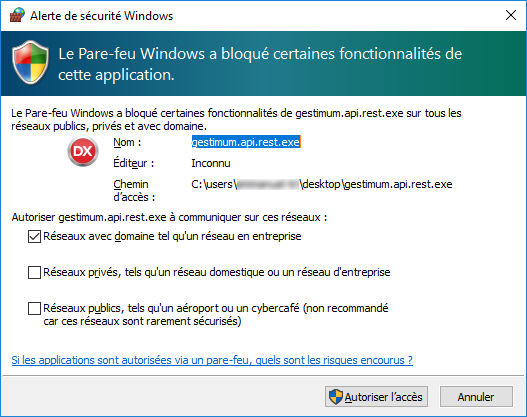 Alerte de sécurité Windows
Le Pare-feu Windows a bloqué certaines fonctionnalités de
cette application.
Le Pare-feu Windows a bloqué certaines fonctionnalités de gestimum.api.rest.exe sur tous les
réseaux publics, privés et avec domaine.
DX
Nom : gestimum.api.rest.exe
Éditeur : Inconnu
Chemin C:\users\ \desktop\gestimum.api.rest.exe
d'accès :
Autoriser gestimum.api.rest.exe à communiquer sur ces réseaux :
Réseaux avec domaine tel qu'un réseau en entreprise
Réseaux privés, tels qu'un réseau domestique ou un réseau d'entreprise
Réseaux publics, tels qu'un aéroport ou un cybercafé (non recommandé
car ces réseaux sont rarement sécurisés)
Si les applications sont autorisées via un pare-feu, quels sont les risques encourus ?
Autoriser l'accès Annuler